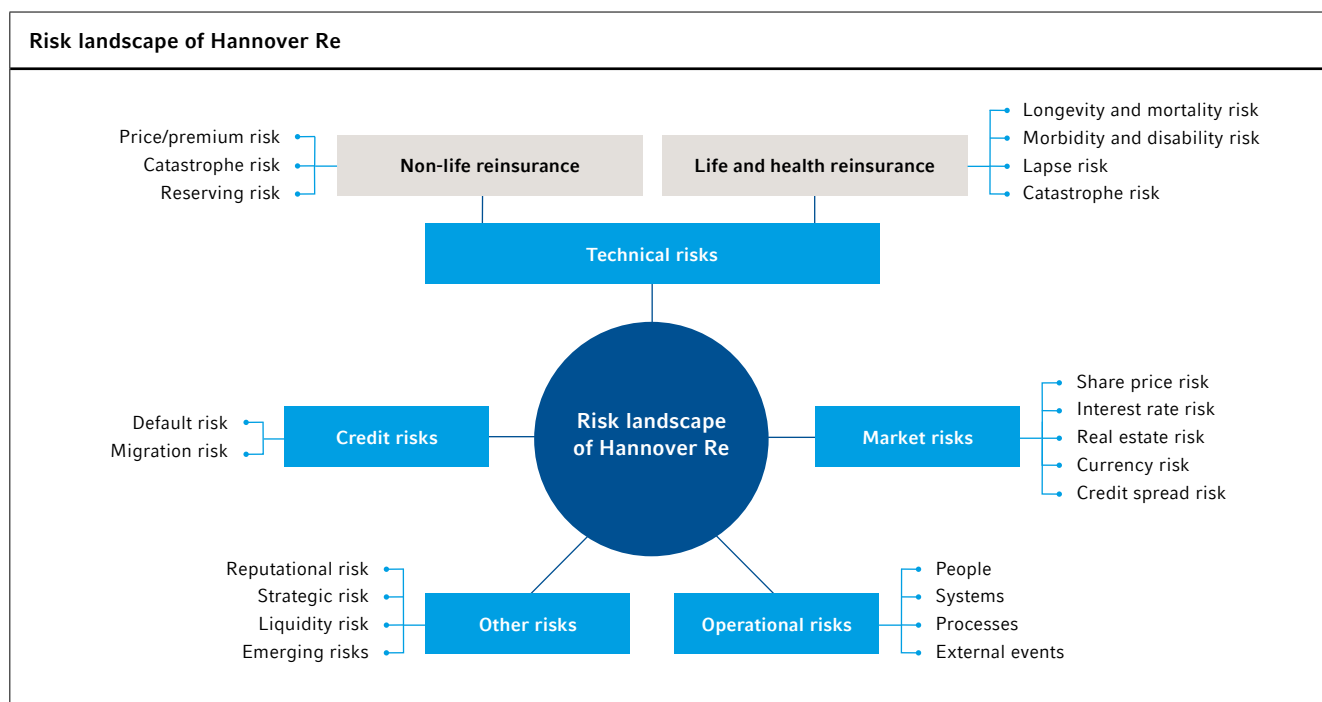 Risk landscape of Hannover Re
Price/premium risk
Catastrophe risk
Reserving risk
Non-life reinsurance
Life and health reinsurance
Longevity and mortality risk
Morbidity and disability risk
Lapse risk
Catastrophe risk
Technical risks
Risk landscape
of Hannover Re
Default risk
Migration risk
Credit risks
Market risks
Share price risk
Interest rate risk
Real estate risk
Currency risk
Credit spread risk
Reputational risk
Strategic risk
Liquidity risk
Emerging risks
Other risks
Operational risks
People
Systems
Processes
External events